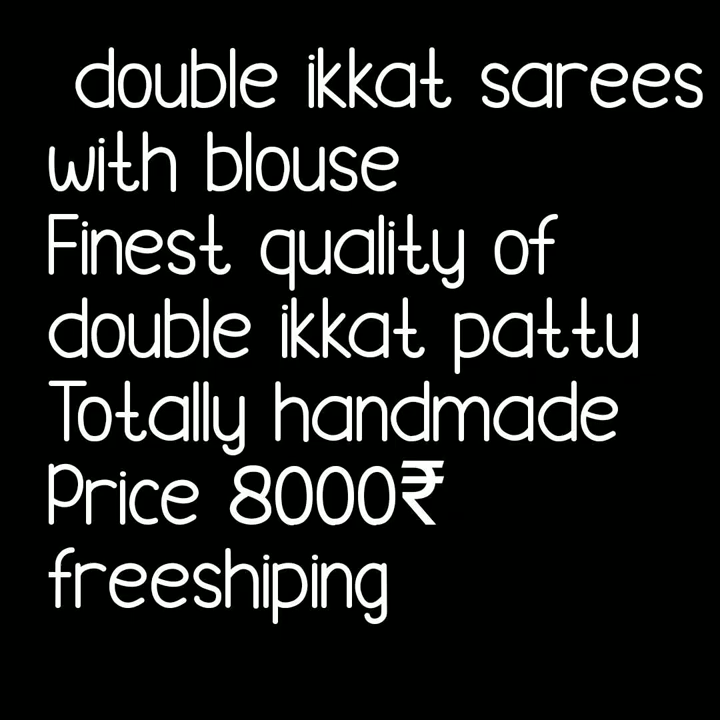 double ikkat sarees
with blouse
Finest quality of
double ikkat pattu
Totally handmade
Price 8000₹
freeshiping